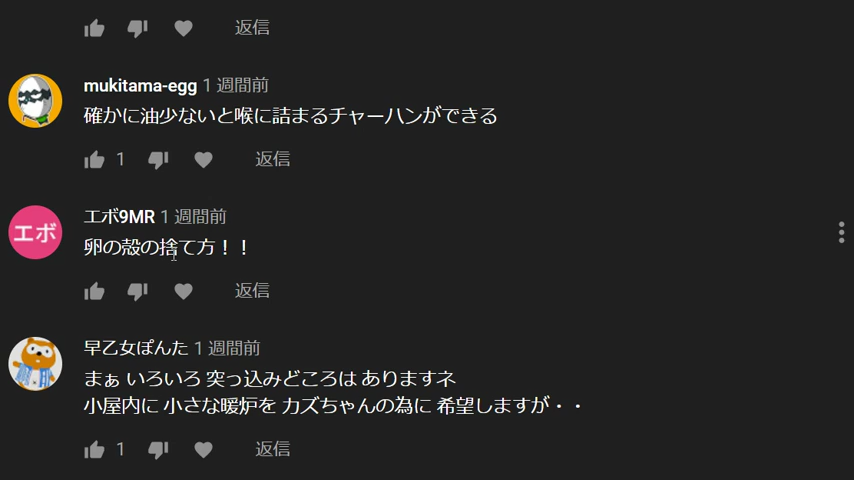 返信
mukitama-egg 1 週間前
確かに油少ないと喉に詰まるチャーハンができる
1 返信
エボ
エボ9MR 1 週間前
卵の殻の捨て方！！
返信
早乙女ぽんた 1 週間前
まぁ いろいろ 突っ込みどころは ありますネ
小屋内に 小さな暖炉を カズちゃんの為に 希望しますが・・
1 返信